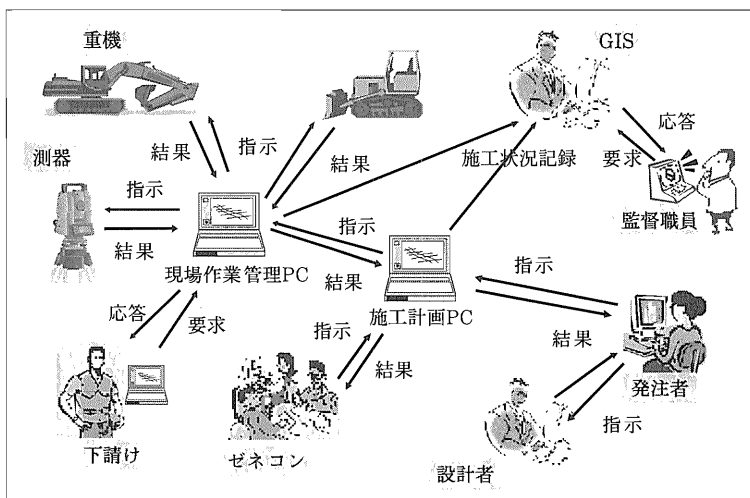 重機
GIS
測器
指示
結果
指示
結果
施工状況記録
応答
要求
監督職員
指示
結果
現場作業管理PC
指示
結果
施工計画PC
指示
結果
発注者
応答
要求
下請け
指示
結果
ゼネコン
指示
設計者